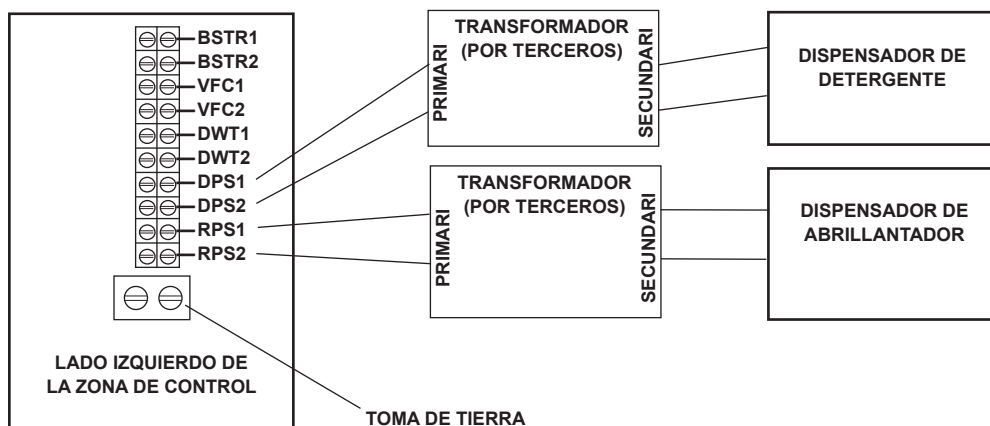 BSTR1
BSTR2
VFC1
VFC2
DWT1
DWT2
DPS1
DPS2
RPS1
RPS2
LADO IZQUIERDO DE
LA ZONA DE CONTROL
TOMA DE TIERRA
TRANSFORMADOR
(POR TERCEROS)
PRIMARI
SECUNDARI
DISPENSADOR DE
DETERGENTE
TRANSFORMADOR
(POR TERCEROS)
PRIMARI
SECUNDARI
DISPENSADOR DE
ABRILLANTADOR